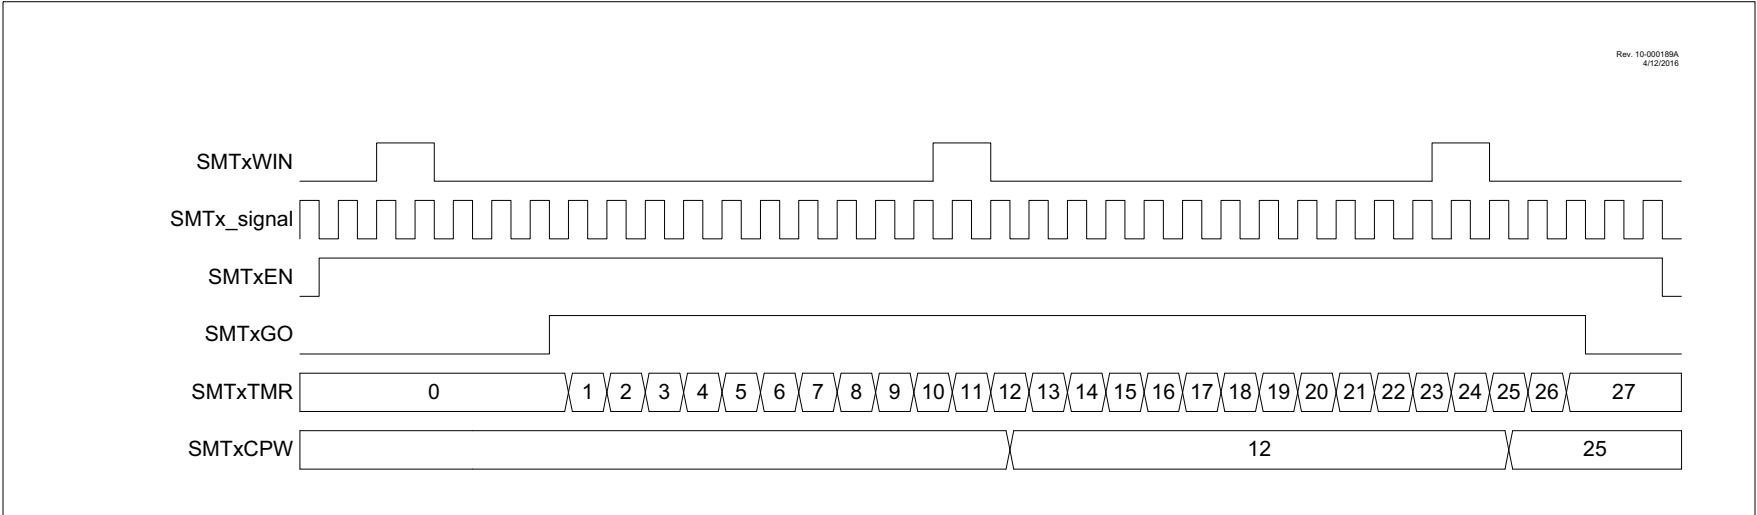 Rev. 10-000189A
4/12/2016
SMTxWIN
SMTx_signal
SMTxEN
SMTxGO
SMTxTMR 0 1 2 3 4 5 6 7 8 9 10 11 12 13 14 15 16 17 18 19 20 21 22 23 24 25 26 27
SMTxCPW 12 25